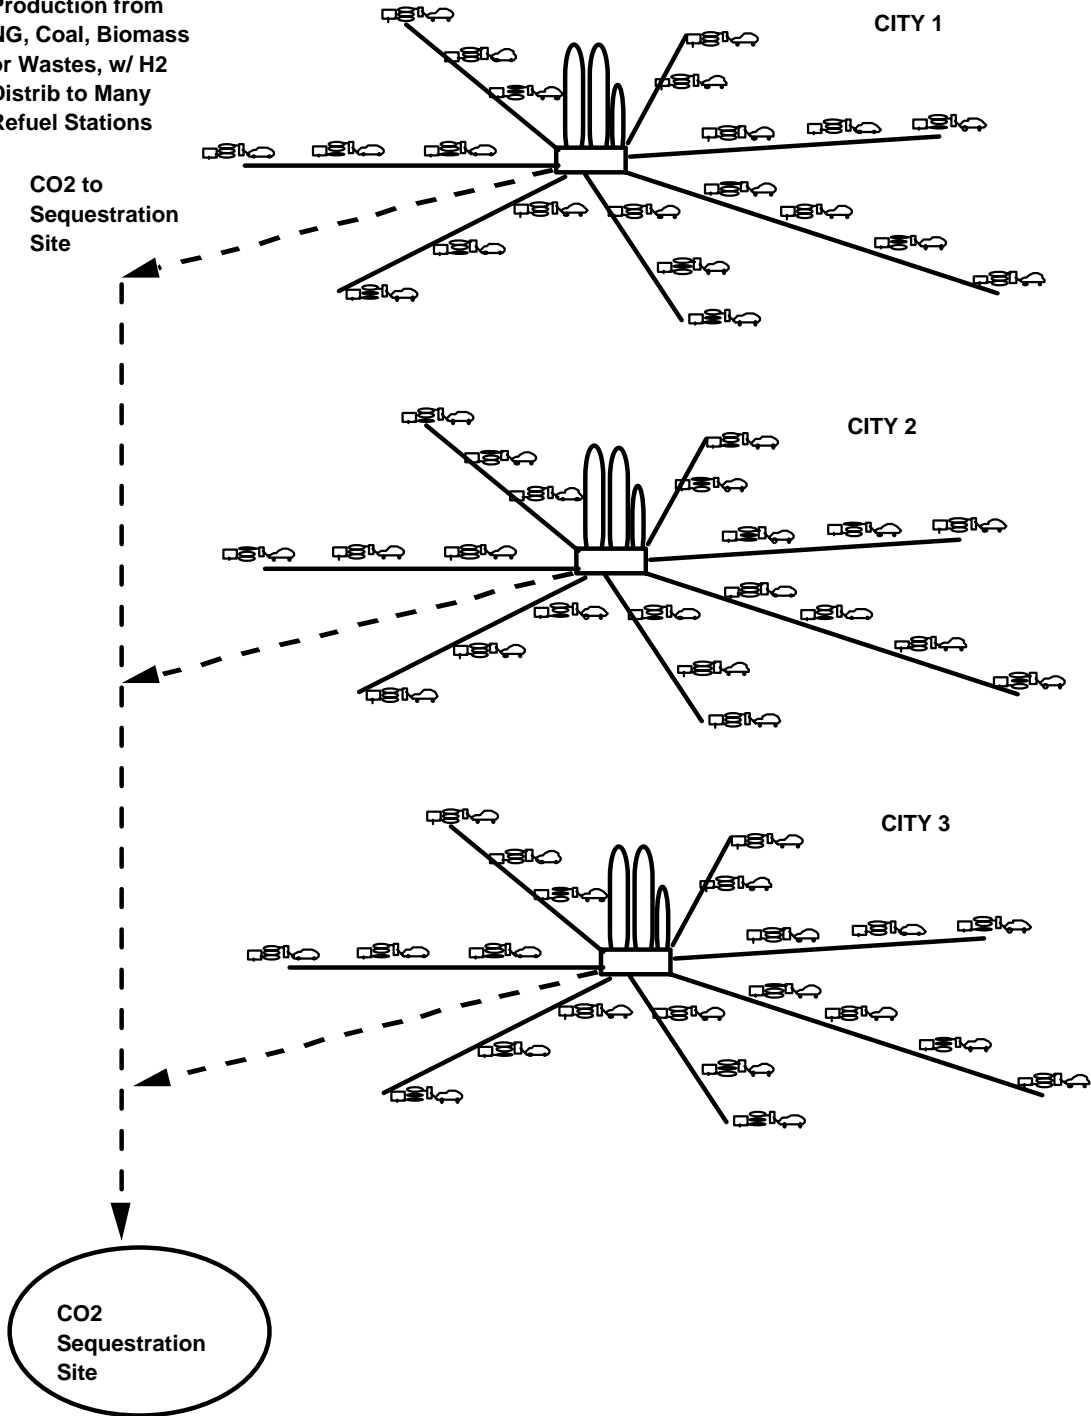 Production from
NG, Coal, Biomass
or Wastes, w/ H2
Distrib to Many
Refuel Stations
CITY 1
CO2 to
Sequestration
Site
CITY 2
CITY 3
CO2
Sequestration
Site